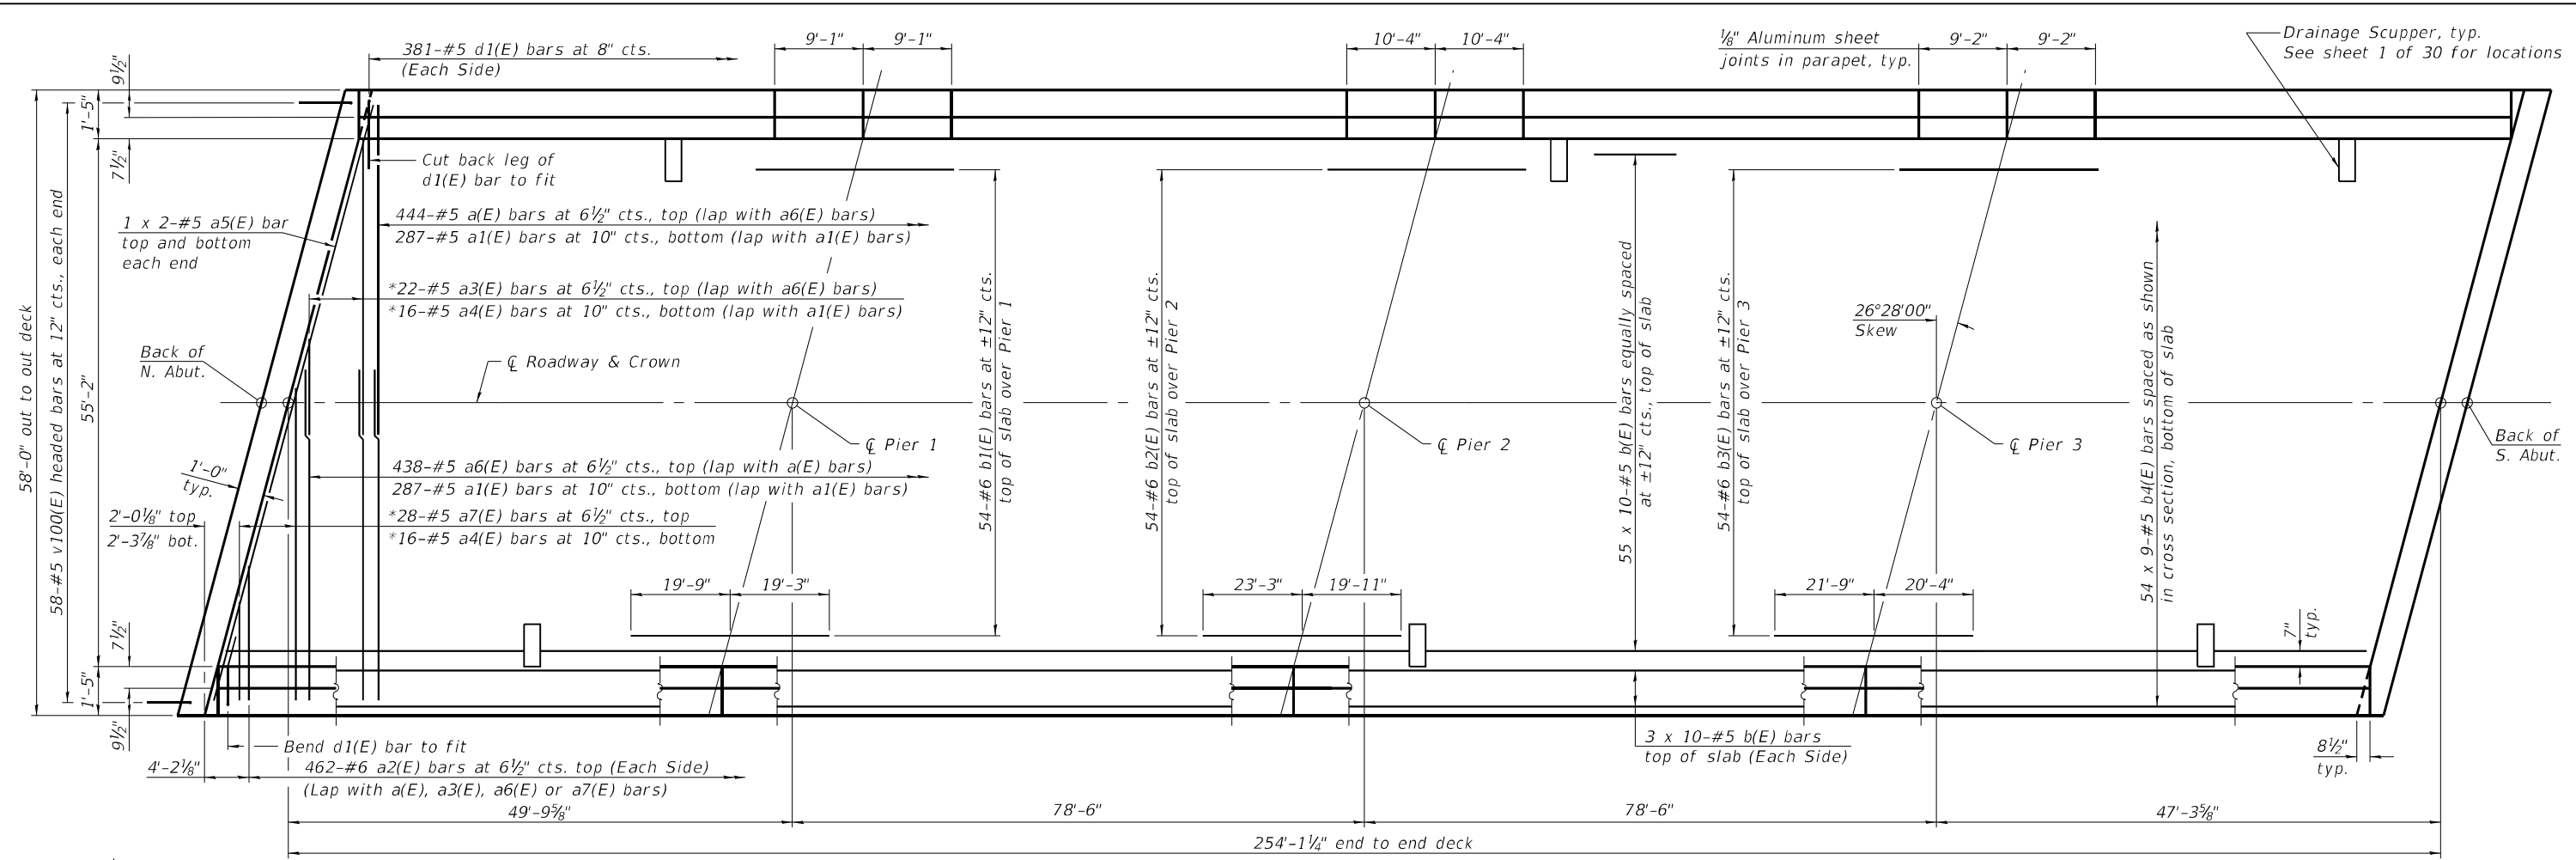 381-#5 d1(E) bars at 8" cts.
(Each Side)
9'-1"
9'-1"
10'-4"
10'-4"
⅛" Aluminum sheet
joints in parapet, typ.
9'-2"
9'-2"
Drainage Scupper, typ.
See sheet 1 of 30 for locations
9½"
1'-5"
7½"
Cut back leg of
d1(E) bar to fit
1 x 2-#5 a5(E) bar
top and bottom
each end
444-#5 a(E) bars at 6½" cts., top (lap with a6(E) bars)
287-#5 a1(E) bars at 10" cts., bottom (lap with a1(E) bars)
*22-#5 a3(E) bars at 6½" cts., top (lap with a6(E) bars)
*16-#5 a4(E) bars at 10" cts., bottom (lap with a1(E) bars)
58'-0" out to out deck
58-#5 v100(E) headed bars at 12" cts., each end
55'-2"
Back of
N. Abut.
℄ Roadway & Crown
54-#6 b1(E) bars at ±12" cts.
top of slab over Pier 1
54-#6 b2(E) bars at ±12" cts.
top of slab over Pier 2
55 x 10-#5 b(E) bars equally spaced
at ±12" cts., top of slab
54-#6 b3(E) bars at ±12" cts.
top of slab over Pier 3
26°28'00"
Skew
54 x 9-#5 b4(E) bars spaced as shown
in cross section, bottom of slab
℄ Pier 1
℄ Pier 2
℄ Pier 3
Back of
S. Abut.
1'-0"
typ.
438-#5 a6(E) bars at 6½" cts., top (lap with a(E) bars)
287-#5 a1(E) bars at 10" cts., bottom (lap with a1(E) bars)
2'-0⅛" top
2'-3⅞" bot.
*28-#5 a7(E) bars at 6½" cts., top
*16-#5 a4(E) bars at 10" cts., bottom
19'-9"
19'-3"
23'-3"
19'-11"
21'-9"
20'-4"
7"
typ.
7½"
1'-5"
9½"
Bend d1(E) bar to fit
3 x 10-#5 b(E) bars
top of slab (Each Side)
8½"
typ.
4'-2⅛"
462-#6 a2(E) bars at 6½" cts. top (Each Side)
(Lap with a(E), a3(E), a6(E) or a7(E) bars)
49'-9⅝"
78'-6"
78'-6"
47'-3⅝"
254'-1¼" end to end deck